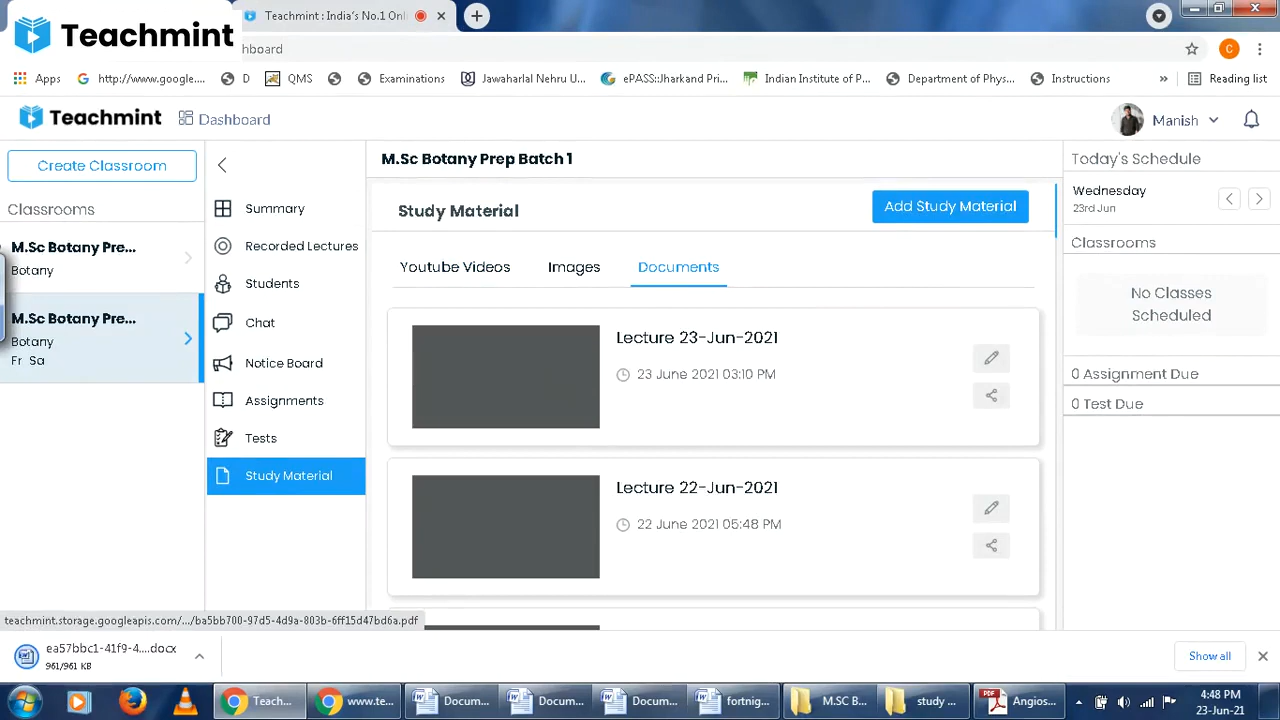 Teachmint
Teachmint : India's No.1 Onl
hboard
C
Apps
http://www.google....
D
QMS
Examinations
Jawaharlal Nehru U...
ePASS::Jharkand Pri...
Indian Institute of P...
Department of Phys...
Instructions
»
Reading list
Teachmint
Dashboard
Manish
Create Classroom
Classrooms
M.Sc Botany Pre...
Botany
M.Sc Botany Pre...
Botany
Fr Sa
Summary
Recorded Lectures
Students
Chat
Notice Board
Assignments
Tests
Study Material
M.Sc Botany Prep Batch 1
Study Material
Add Study Material
Youtube Videos
Images
Documents
Lecture 23-Jun-2021
23 June 2021 03:10 PM
Lecture 22-Jun-2021
22 June 2021 05:48 PM
Today's Schedule
Wednesday
23rd Jun
Classrooms
No Classes
Scheduled
0 Assignment Due
0 Test Due
teachmint.storage.googleapis.com/.../ba5bb700-97d5-4d9a-803b-6ff15d47bd6a.pdf
ea57bbc1-41f9-4....docx
961/961 KB
Show all
Teach...
www.te...
Docum...
Docum...
Docum...
fortnig...
M.SC B...
study ...
PDF
Angios...
4:48 PM
23-Jun-21